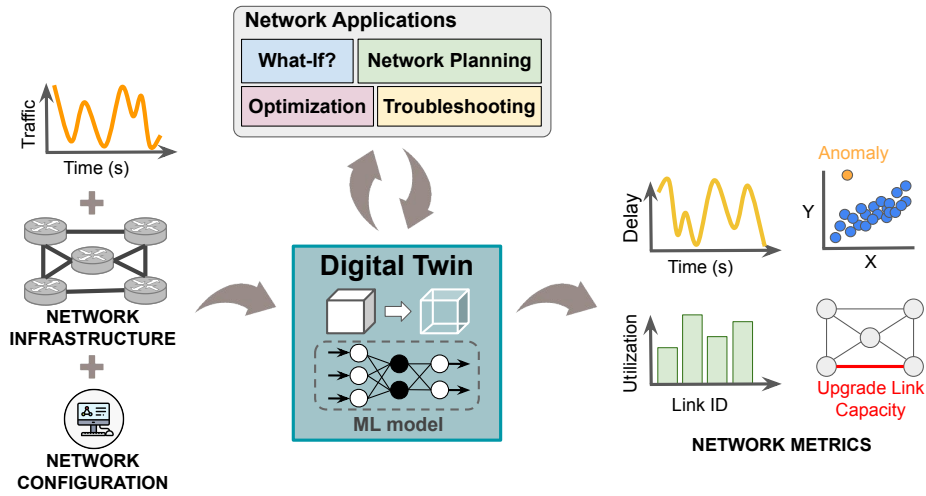 Network Applications
What-If?
Network Planning
Optimization
Troubleshooting
Traffic
Time (s)
NETWORK
INFRASTRUCTURE
NETWORK
CONFIGURATION
Digital Twin
ML model
Delay
Time (s)
Anomaly
Y
X
Utilization
Link ID
Upgrade Link
Capacity
NETWORK METRICS